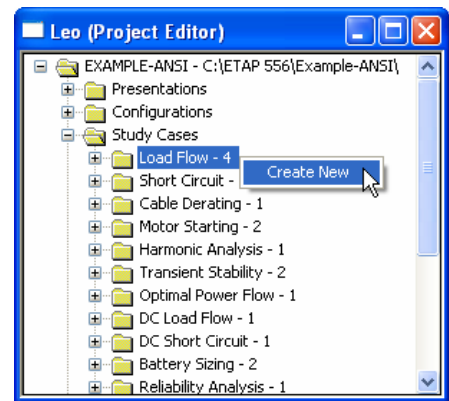 Leo (Project Editor)
EXAMPLE-ANSI - C:\ETAP 556\Example-ANSI\
Presentations
Configurations
Study Cases
Load Flow - 4
Create New
Short Circuit -
Cable Derating - 1
Motor Starting - 2
Harmonic Analysis - 1
Transient Stability - 2
Optimal Power Flow - 1
DC Load Flow - 1
DC Short Circuit - 1
Battery Sizing - 2
Reliability Analysis - 1